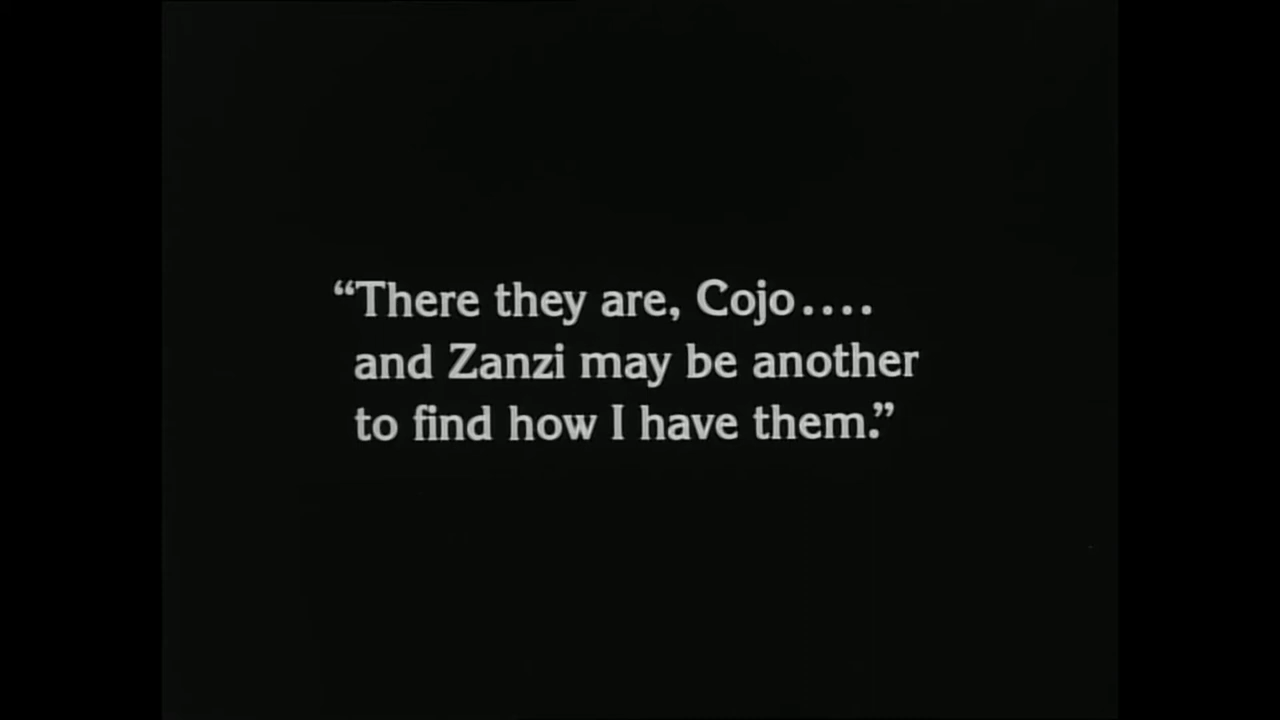 “There they are, Cojo....
and Zanzi may be another
to find how I have them.”